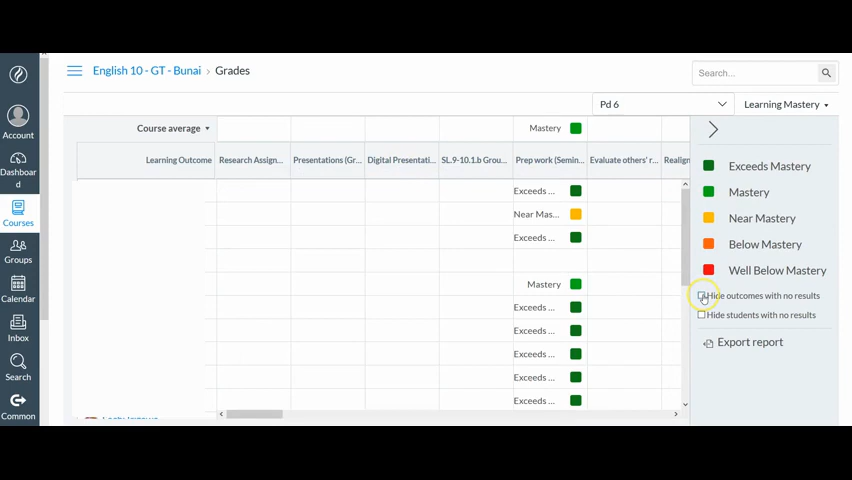 English 10 - GT - Bunai › Grades
Search...
Account
Dashboar
d
Courses
Groups
Calendar
Inbox
Search
Common
Pd 6
Learning Mastery
Course average
Mastery
Learning Outcome
Research Assign...
Presentations (Gr...
Digital Presentati...
SL.9-10.1.b Grou...
Prep work (Semin...
Evaluate others' r...
Realign
Exceeds ...
Near Mas...
Exceeds ...
Mastery
Exceeds ...
Exceeds ...
Exceeds ...
Exceeds ...
Exceeds ...
Exceeds Mastery
Mastery
Near Mastery
Below Mastery
Well Below Mastery
Hide outcomes with no results
Hide students with no results
Export report